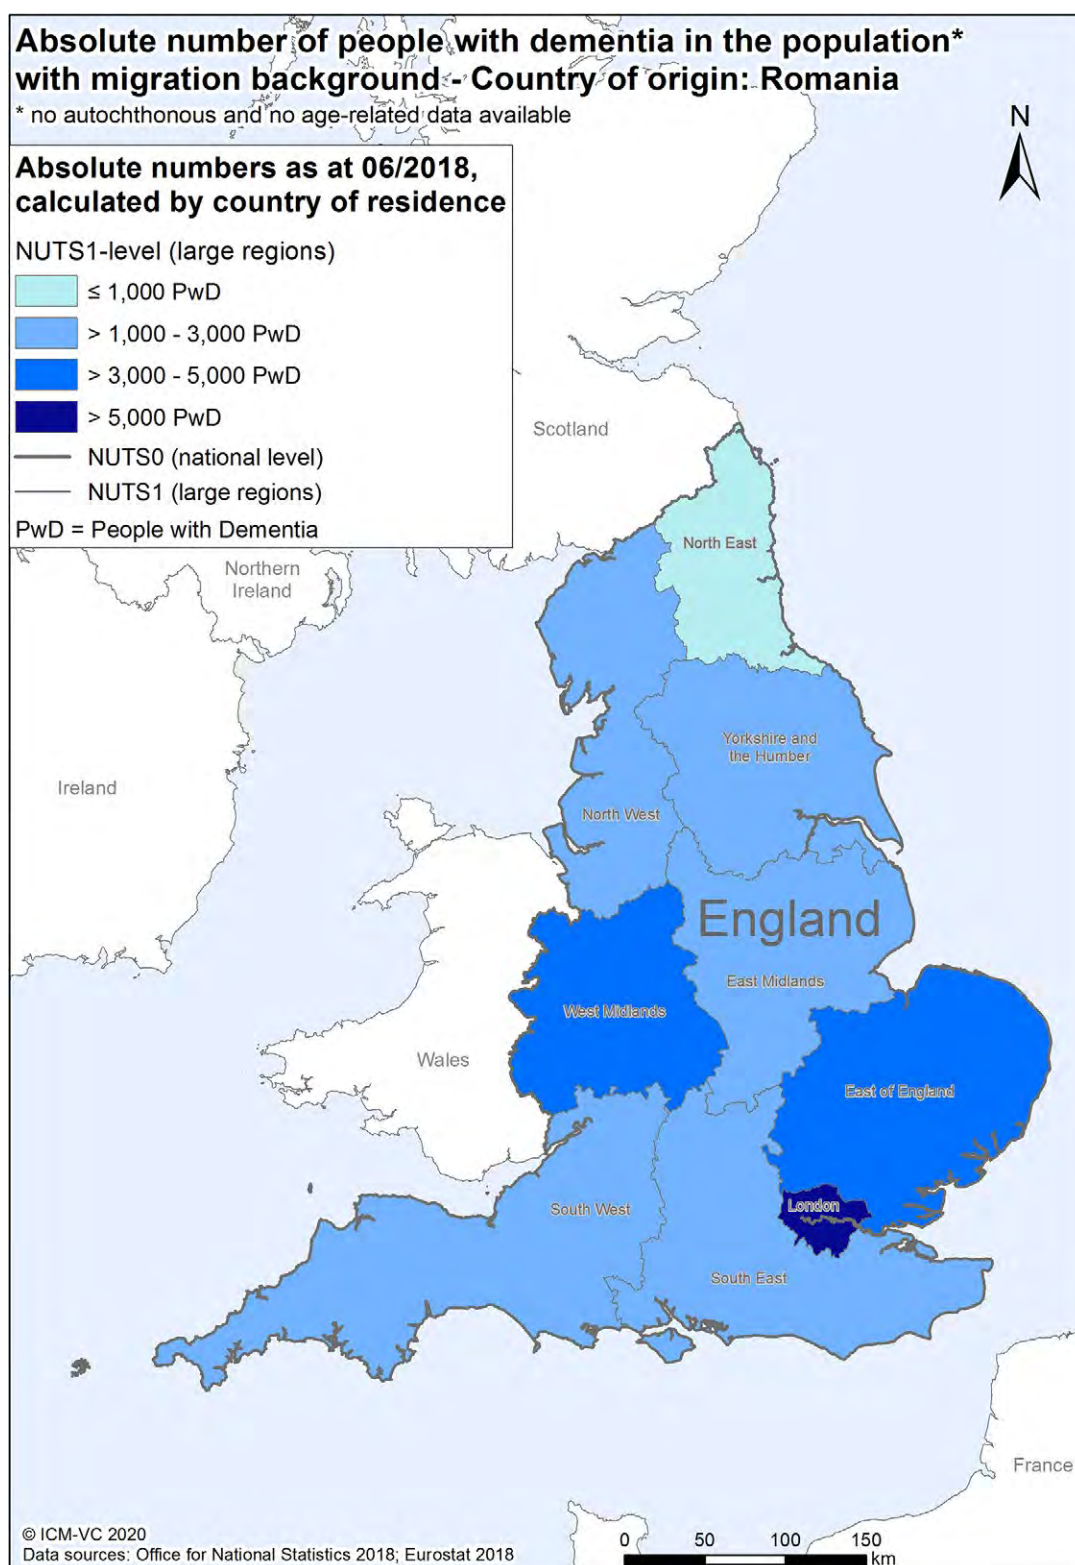 Absolute number of people with dementia in the population*
with migration background - Country of origin: Romania
* no autochthonous and no age-related data available
N
Absolute numbers as at 06/2018,
calculated by country of residence
NUTS1-level (large regions)
≤ 1,000 PwD
> 1,000 - 3,000 PwD
> 3,000 - 5,000 PwD
> 5,000 PwD
NUTS0 (national level)
NUTS1 (large regions)
PwD = People with Dementia
Scotland
North East
Northern
Ireland
Yorkshire and
the Humber
Ireland
North West
England
East Midlands
West Midlands
Wales
East of England
London
South West
South East
France
© ICM-VC 2020
Data sources: Office for National Statistics 2018; Eurostat 2018
0 50 100 150
km